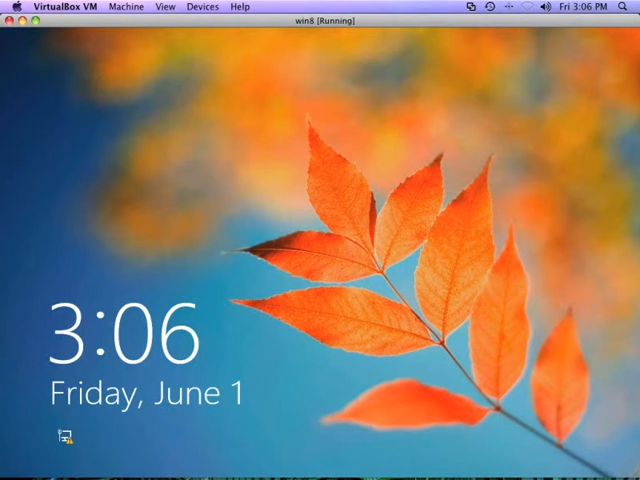 VirtualBox VM Machine View Devices Help Fri 3:06 PM
win8 [Running]
3:06
Friday, June 1